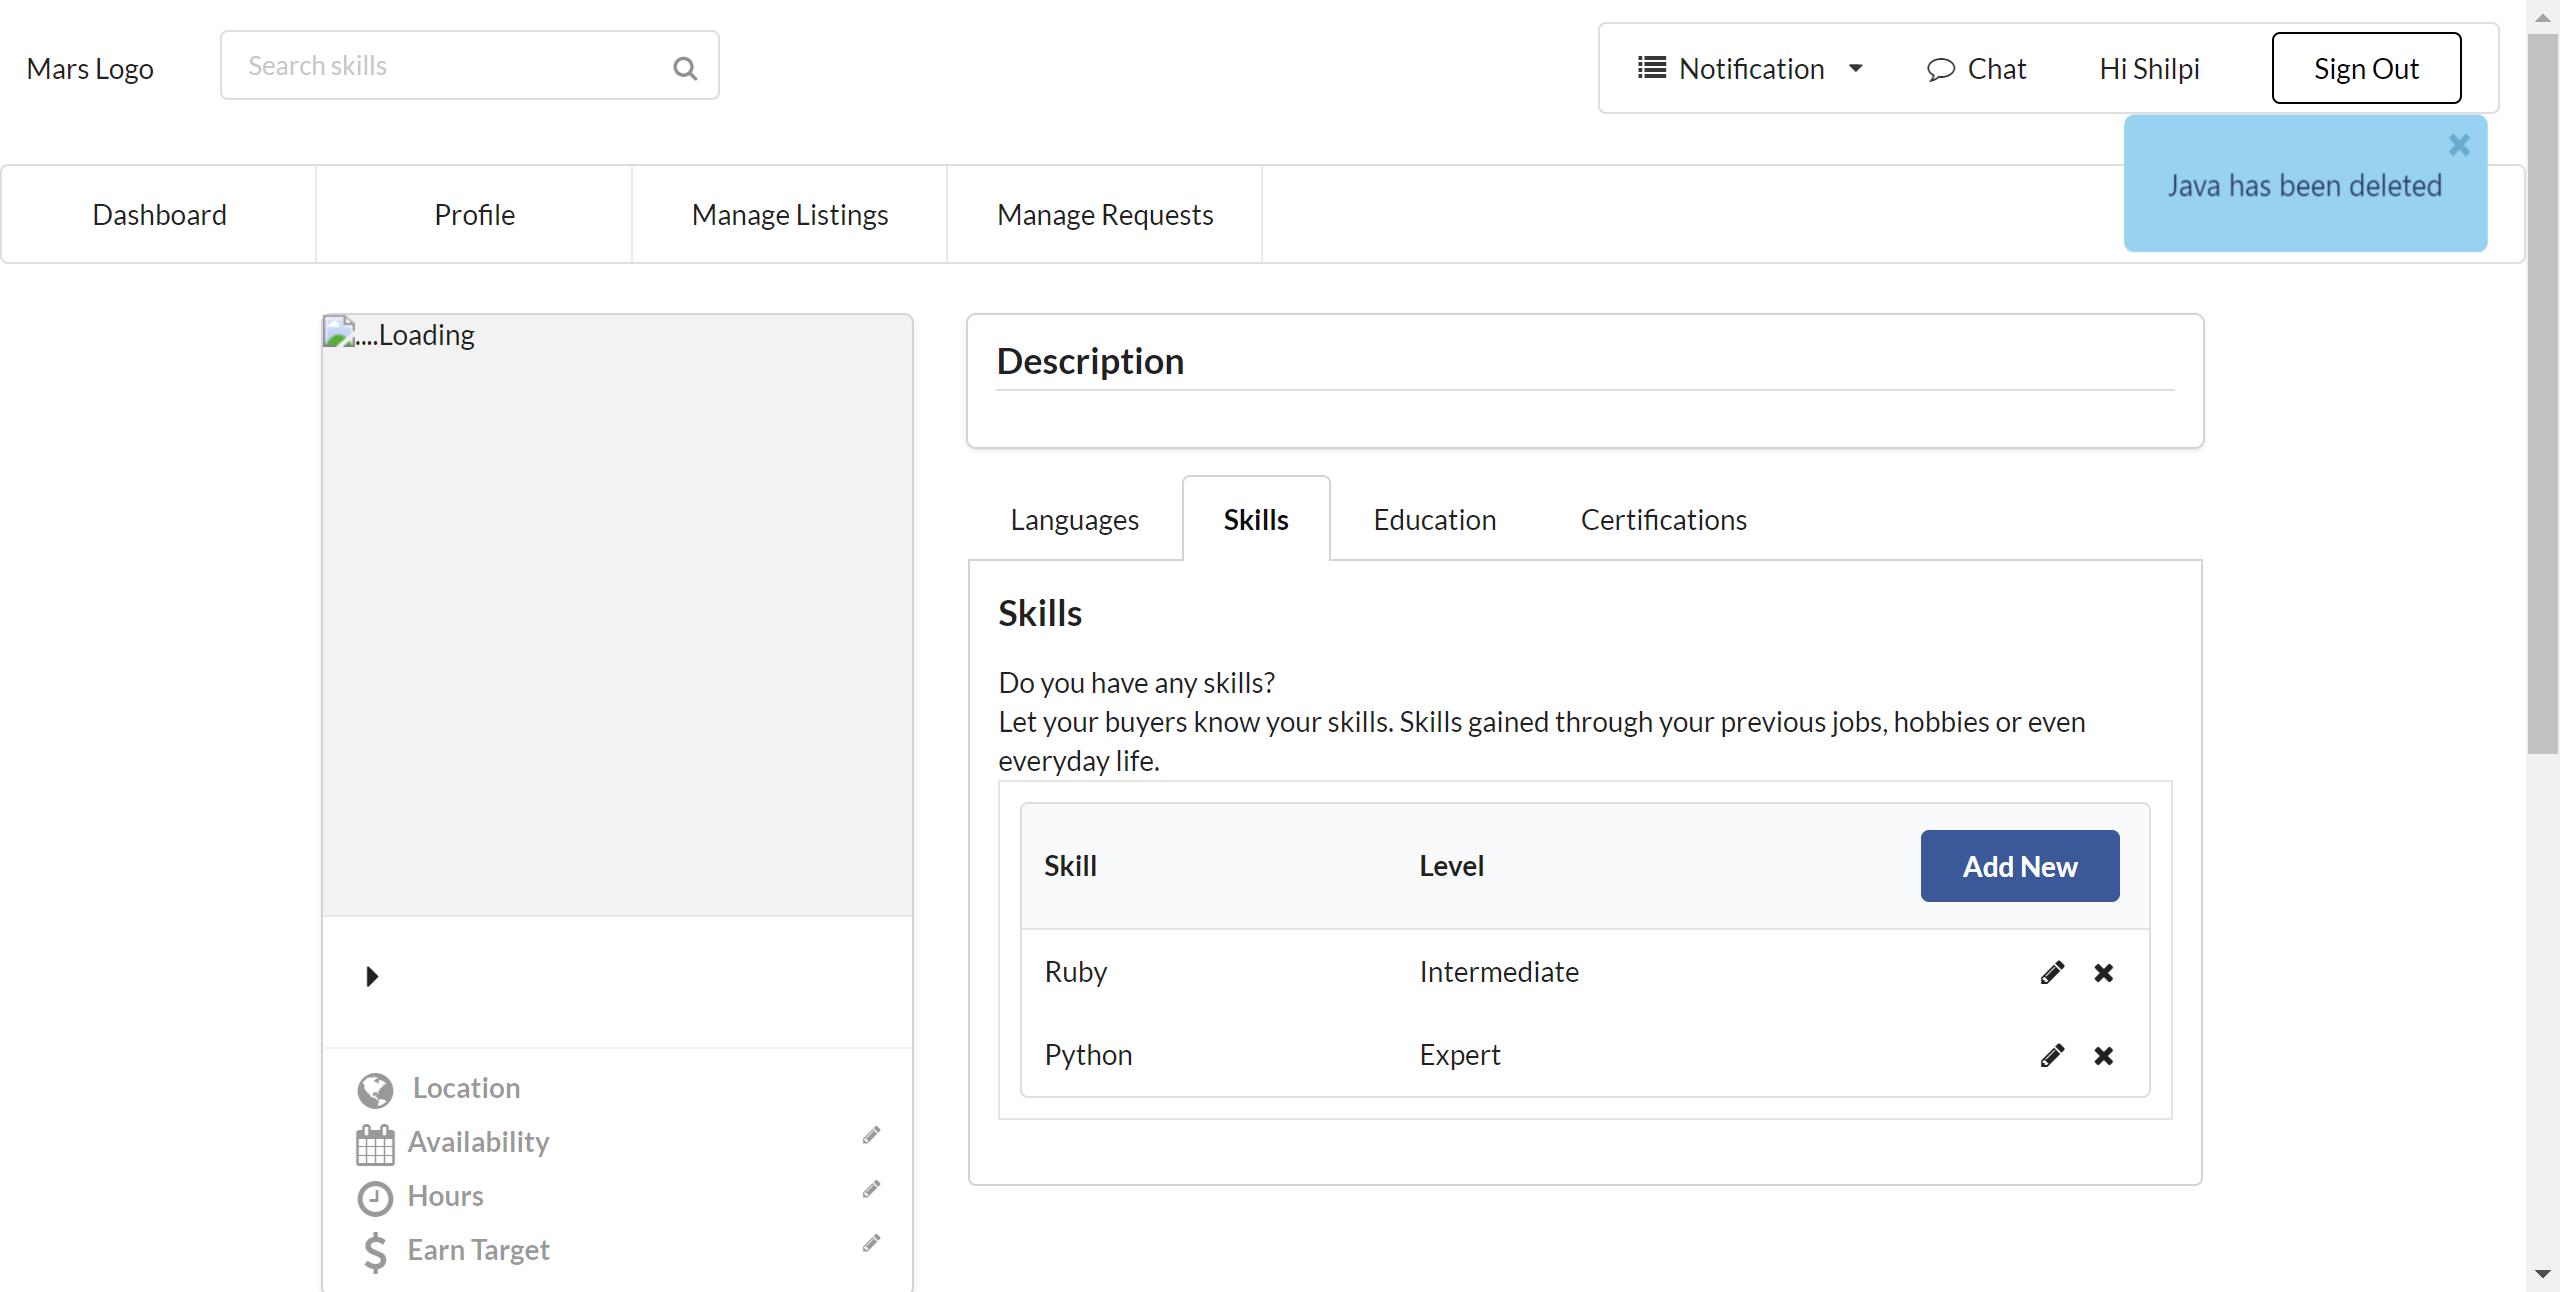 Mars Logo
Search skills
Notification
Chat
Hi Shilpi
Sign Out
Java has been deleted
Dashboard
Profile
Manage Listings
Manage Requests
....Loading
Location
Availability
Hours
Earn Target
Description
Languages
Skills
Education
Certifications
Skills
Do you have any skills?
Let your buyers know your skills. Skills gained through your previous jobs, hobbies or even
everyday life.
Skill Level Add New
Ruby Intermediate
Python Expert